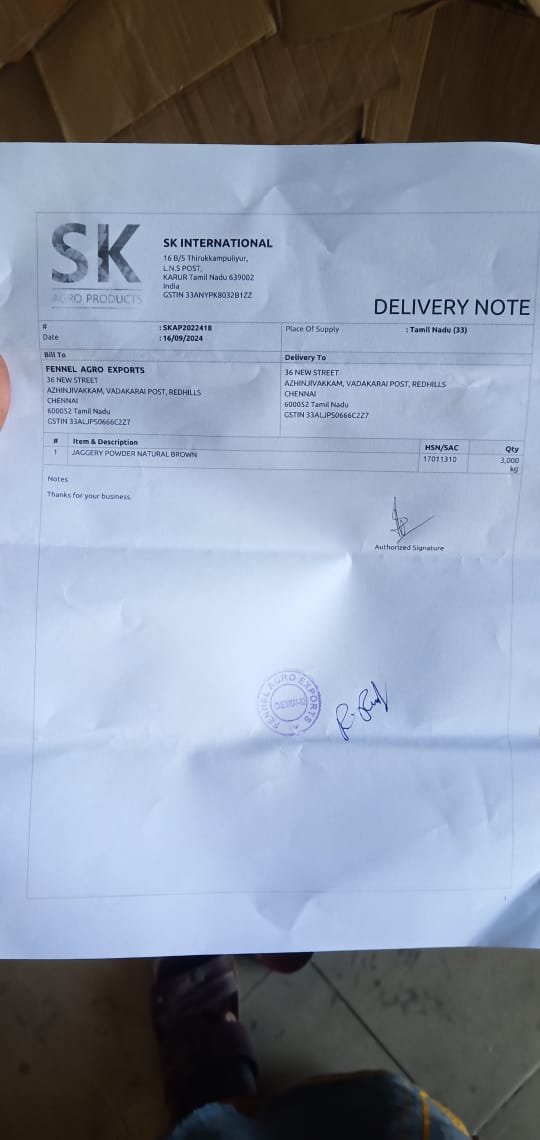 SK
AGRO PRODUCTS
SK INTERNATIONAL
16 B/5 Thirukkampuliyur,
L.N.S POST,
KARUR Tamil Nadu 639002
India
GSTIN 33ANYPK8032B1ZZ
DELIVERY NOTE
# : SKAP2022418
Date : 16/09/2024
Place Of Supply : Tamil Nadu (33)
Bill To
FENNEL AGRO EXPORTS
36 NEW STREET
AZHINJIVAKKAM, VADAKARAI POST, REDHILLS
CHENNAI
600052 Tamil Nadu
GSTIN 33ALJPS0666C2Z7
Delivery To
36 NEW STREET
AZHINJIVAKKAM, VADAKARAI POST, REDHILLS
CHENNAI
600052 Tamil Nadu
GSTIN 33ALJPS0666C2Z7
# Item & Description HSN/SAC Qty
1 JAGGERY POWDER NATURAL BROWN 17011310 3,000
kg
Notes
Thanks for your business.
Authorized Signature
FENNEL AGRO EXPORTS
CHENNAI
1